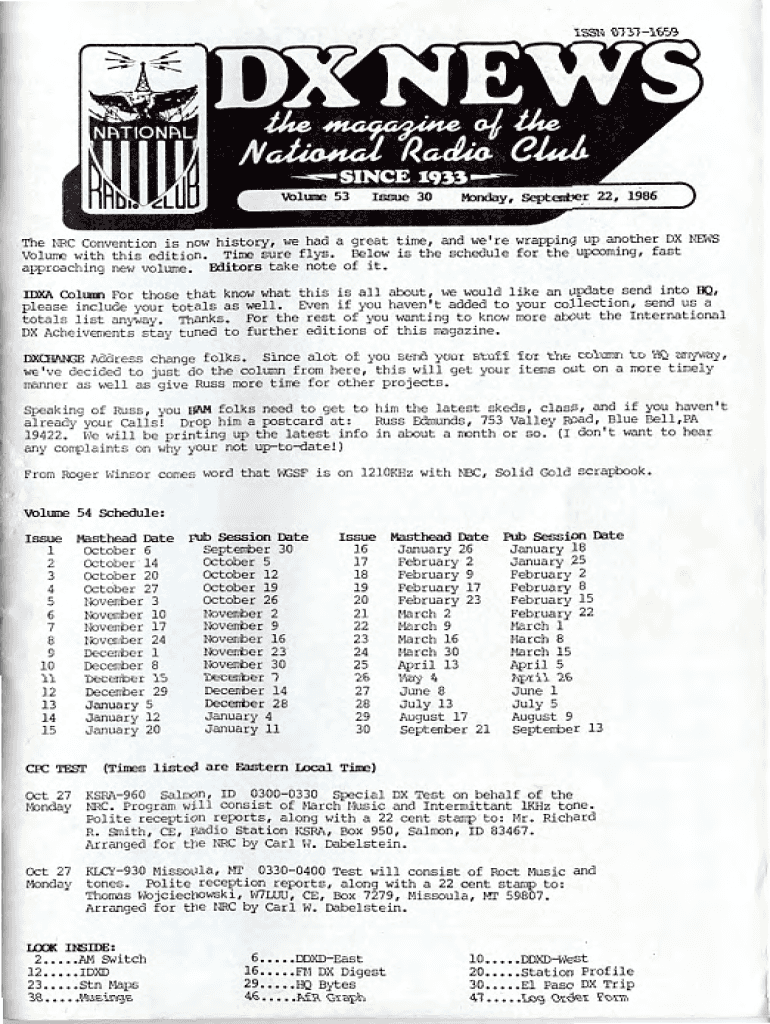 ISSN 0737-1659
DX NEWS
the magazine of the
National Radio Club
SINCE 1933
NATIONAL
RADIO CLUB
Volume 53 Issue 30 Monday, September 22, 1986
The NRC Convention is now history, we had a great time, and we're wrapping up another DX NEWS
Volume with this edition. Time sure flys. Below is the schedule for the upcoming, fast
approaching new volume. Editors take note of it.
IDXA Column For those that know what this is all about, we would like an update send into HQ,
please include your totals as well. Even if you haven't added to your collection, send us a
totals list anyway. Thanks. For the rest of you wanting to know more about the International
DX Acheivements stay tuned to further editions of this magazine.
DXCHANGE Address change folks. Since alot of you send your stuff for the column to HQ anyway,
we've decided to just do the column from here, this will get your items out on a more timely
manner as well as give Russ more time for other projects.
Speaking of Russ, you HAM folks need to get to him the latest skeds, class, and if you haven't
already your Calls! Drop him a postcard at: Russ Edmunds, 753 Valley Road, Blue Bell,PA
19422. We will be printing up the latest info in about a month or so. (I don't want to hear
any complaints on why your not up-to-date!)
From Roger Winsor comes word that WGSF is on 1210KHz with NBC, Solid Gold scrapbook.
Volume 54 Schedule:
Issue Masthead Date Pub Session Date Issue Masthead Date Pub Session Date
1 October 6 September 30 16 January 26 January 18
2 October 14 October 5 17 February 2 January 25
3 October 20 October 12 18 February 9 February 2
4 October 27 October 19 19 February 17 February 8
5 November 3 October 26 20 February 23 February 15
6 November 10 November 2 21 March 2 February 22
7 November 17 November 9 22 March 9 March 1
8 November 24 November 16 23 March 16 March 8
9 December 1 November 23 24 March 30 March 15
10 December 8 November 30 25 April 13 April 5
11 December 15 December 7 26 May 4 April 26
12 December 29 December 14 27 June 8 June 1
13 January 5 December 28 28 July 13 July 5
14 January 12 January 4 29 August 17 August 9
15 January 20 January 11 30 September 21 September 13
CPC TEST (Times listed are Eastern Local Time)
Oct 27 KSRA-960 Salmon, ID 0300-0330 Special DX Test on behalf of the
Monday NRC. Program will consist of March Music and Intermittant 1KHz tone.
Polite reception reports, along with a 22 cent stamp to: Mr. Richard
R. Smith, CE, Radio Station KSRA, Box 950, Salmon, ID 83467.
Arranged for the NRC by Carl W. Dabelstein.
Oct 27 KLCY-930 Missoula, MT 0330-0400 Test will consist of Roct Music and
Monday tones. Polite reception reports, along with a 22 cent stamp to:
Thomas Wojciechowski, W7LUU, CE, Box 7279, Missoula, MT 59807.
Arranged for the NRC by Carl W. Dabelstein.
LOOK INSIDE:
2.....AM Switch 6.....DDXD-East 10.....DDXD-West
12.....IDXD 16.....FM DX Digest 20.....Station Profile
23.....Stn Maps 29.....HQ Bytes 30.....El Paso DX Trip
38.....Musings 46.....AfR Graph 47.....Log Order Form